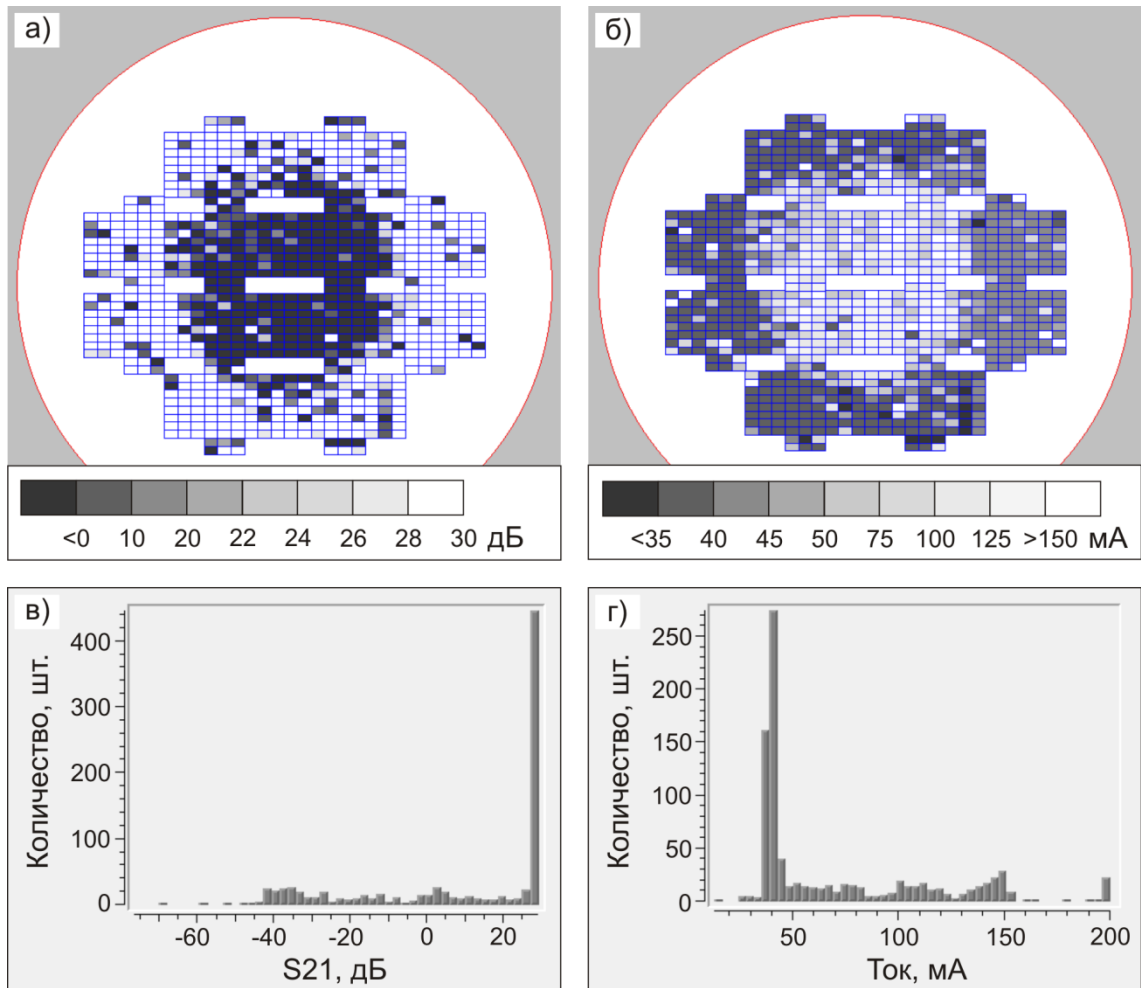 а)
<0 10 20 22 24 26 28 30 дБ
б)
<35 40 45 50 75 100 125 >150 мА
в)
Количество, шт.
400
300
200
100
0
-60 -40 -20 0 20
S21, дБ
г)
Количество, шт.
250
200
150
100
50
0
50 100 150 200
Ток, мА